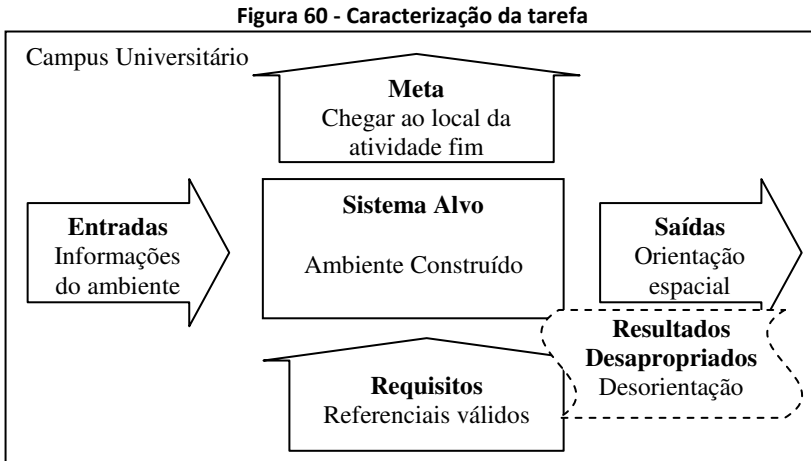 Figura 60 - Caracterização da tarefa
Campus Universitário
Meta
Chegar ao local da
atividade fim
Entradas
Informações
do ambiente
Sistema Alvo
Ambiente Construído
Saídas
Orientação
espacial
Resultados
Desapropriados
Desorientação
Requisitos
Referenciais válidos